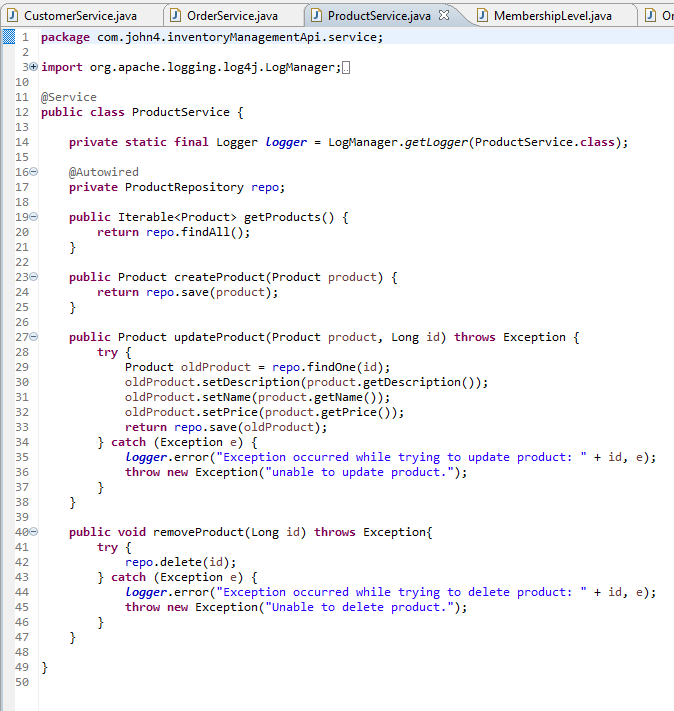 CustomerService.java OrderService.java ProductService.java MembershipLevel.java Or
1 package com.john4.inventoryManagementApi.service;
2
3 import org.apache.logging.log4j.LogManager;
10
11 @Service
12 public class ProductService {
13
14     private static final Logger logger = LogManager.getLogger(ProductService.class);
15
16     @Autowired
17     private ProductRepository repo;
18
19     public Iterable<Product> getProducts() {
20         return repo.findAll();
21     }
22
23     public Product createProduct(Product product) {
24         return repo.save(product);
25     }
26
27     public Product updateProduct(Product product, Long id) throws Exception {
28         try {
29             Product oldProduct = repo.findOne(id);
30             oldProduct.setDescription(product.getDescription());
31             oldProduct.setName(product.getName());
32             oldProduct.setPrice(product.getPrice());
33             return repo.save(oldProduct);
34         } catch (Exception e) {
35             logger.error("Exception occurred while trying to update product: " + id, e);
36             throw new Exception("unable to update product.");
37         }
38     }
39
40     public void removeProduct(Long id) throws Exception{
41         try {
42             repo.delete(id);
43         } catch (Exception e) {
44             logger.error("Exception occurred while trying to delete product: " + id, e);
45             throw new Exception("Unable to delete product.");
46         }
47     }
48
49 }
50